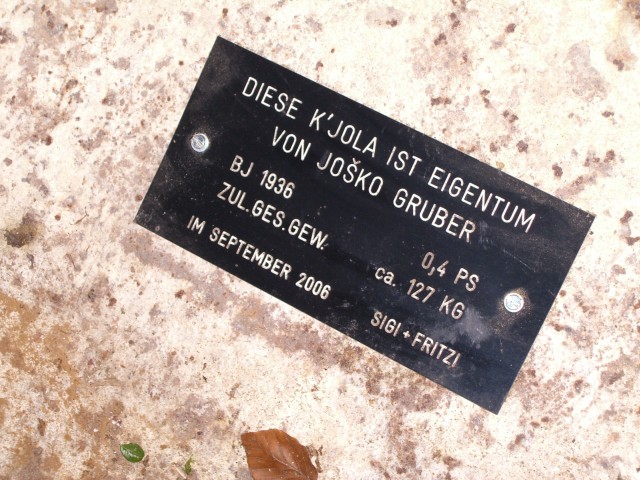 DIESE K'JOLA IST EIGENTUM
VON JOŠKO GRUBER
BJ 1936 0,4 PS
ZUL.GES.GEW. ca. 127 KG
IM SEPTEMBER 2006 SIGI + FRITZI